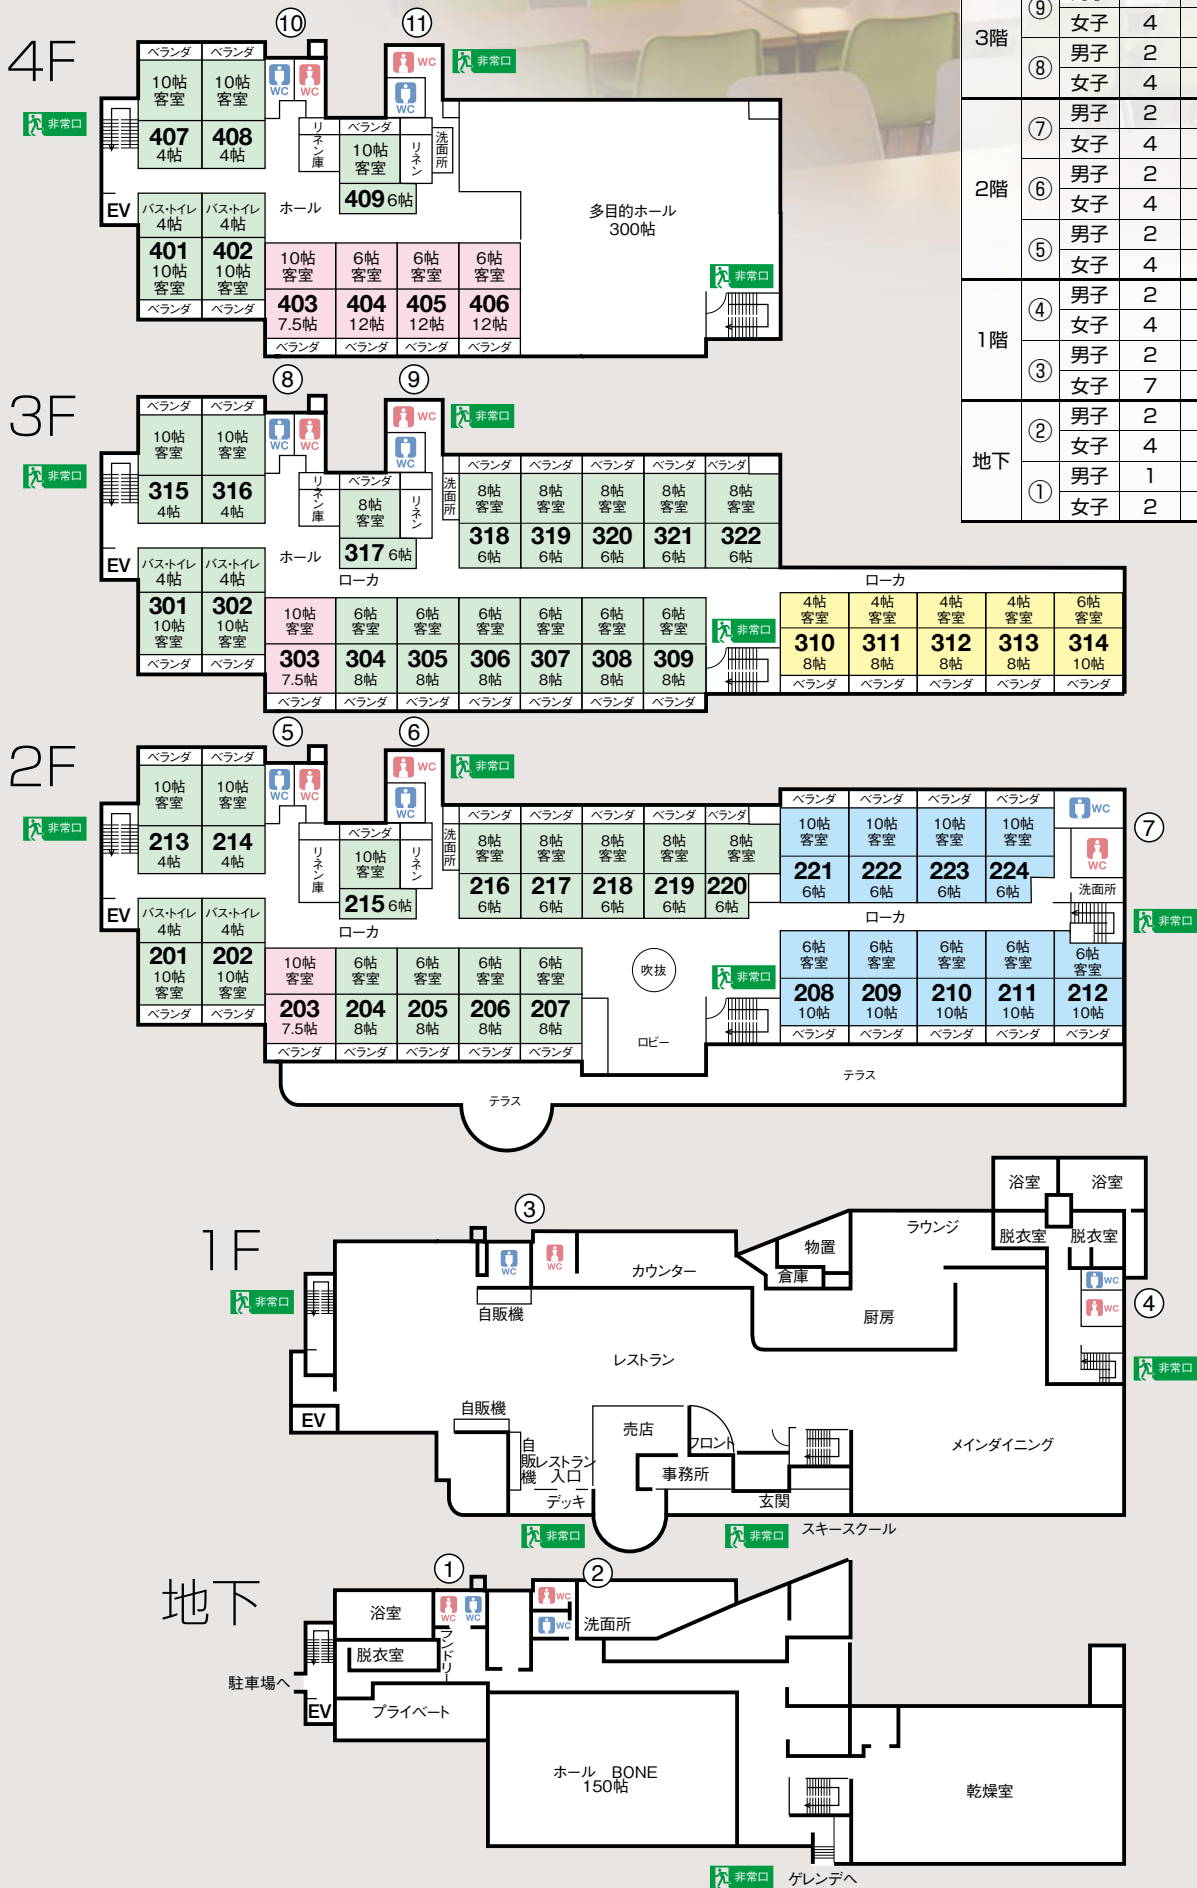 4F
⑩
⑪
ベランダ ベランダ
10帖 10帖
客室 客室
WC WC
WC
WC
非常口
非常口
407 408
4帖 4帖
リネン庫
ベランダ
10帖
客室
リネン
洗面所
409 6帖
EV
バス・トイレ バス・トイレ
4帖 4帖
ホール
401 402
10帖 10帖
客室 客室
ベランダ ベランダ
多目的ホール
300帖
10帖 6帖 6帖 6帖
客室 客室 客室 客室
403 404 405 406
7.5帖 12帖 12帖 12帖
ベランダ ベランダ ベランダ ベランダ
非常口
3F
⑧
⑨
ベランダ ベランダ
10帖 10帖
客室 客室
WC WC
WC
WC
非常口
非常口
315 316
4帖 4帖
リネン庫
ベランダ
8帖
客室
リネン
洗面所
317 6帖
ベランダ ベランダ ベランダ ベランダ ベランダ
8帖 8帖 8帖 8帖 8帖
客室 客室 客室 客室 客室
318 319 320 321 322
6帖 6帖 6帖 6帖 6帖
EV
バス・トイレ バス・トイレ
4帖 4帖
ホール
ローカ
ローカ
301 302
10帖 10帖
客室 客室
ベランダ ベランダ
10帖 6帖 6帖 6帖 6帖 6帖 6帖
客室 客室 客室 客室 客室 客室 客室
303 304 305 306 307 308 309
7.5帖 8帖 8帖 8帖 8帖 8帖 8帖
ベランダ ベランダ ベランダ ベランダ ベランダ ベランダ ベランダ
非常口
4帖 4帖 4帖 4帖 6帖
客室 客室 客室 客室 客室
310 311 312 313 314
8帖 8帖 8帖 8帖 10帖
ベランダ ベランダ ベランダ ベランダ ベランダ
2F
⑤
⑥
ベランダ ベランダ
10帖 10帖
客室 客室
WC WC
WC
WC
非常口
非常口
213 214
4帖 4帖
リネン庫
ベランダ
10帖
客室
リネン
洗面所
215 6帖
ベランダ ベランダ ベランダ ベランダ ベランダ
8帖 8帖 8帖 8帖 8帖
客室 客室 客室 客室 客室
216 217 218 219 220
6帖 6帖 6帖 6帖 6帖
ベランダ ベランダ ベランダ ベランダ
10帖 10帖 10帖 10帖
客室 客室 客室 客室
221 222 223 224
6帖 6帖 6帖 6帖
WC
⑦
WC
洗面所
非常口
EV
バス・トイレ バス・トイレ
4帖 4帖
ローカ
ローカ
201 202
10帖 10帖
客室 客室
ベランダ ベランダ
10帖 6帖 6帖 6帖 6帖
客室 客室 客室 客室 客室
203 204 205 206 207
7.5帖 8帖 8帖 8帖 8帖
ベランダ ベランダ ベランダ ベランダ ベランダ
吹抜
ロビー
非常口
6帖 6帖 6帖 6帖 6帖
客室 客室 客室 客室 客室
208 209 210 211 212
10帖 10帖 10帖 10帖 10帖
ベランダ ベランダ ベランダ ベランダ ベランダ
テラス
テラス
1F
③
浴室 浴室
脱衣室 脱衣室
ラウンジ
物置
倉庫
カウンター
WC
WC
WC
WC
④
非常口
自販機
厨房
レストラン
非常口
EV
自販機
自販機
レストラン
入口
デッキ
売店
フロント
事務所
玄関
メインダイニング
非常口
非常口
スキースクール
地下
①
②
浴室
WC WC
WC
WC
洗面所
脱衣室
ランドリー
駐車場へ
EV
プライベート
ホール BONE
150帖
乾燥室
非常口
ゲレンデへ
3階
⑨
女子 4
⑧
男子 2
女子 4
2階
⑦
男子 2
女子 4
⑥
男子 2
女子 4
⑤
男子 2
女子 4
1階
④
男子 2
女子 4
③
男子 2
女子 7
地下
②
男子 2
女子 4
①
男子 1
女子 2